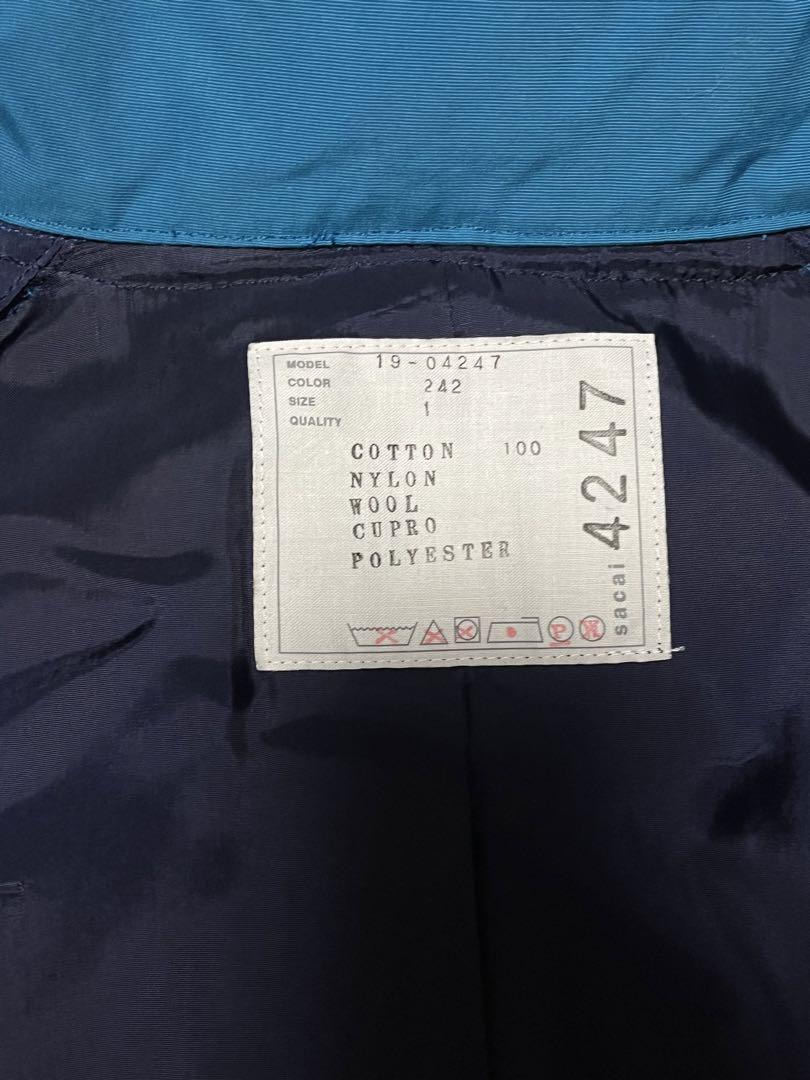 MODEL 19-04247
COLOR 242
SIZE 1
QUALITY
COTTON 100
NYLON
WOOL
CUPRO
POLYESTER
P
sacai 4247